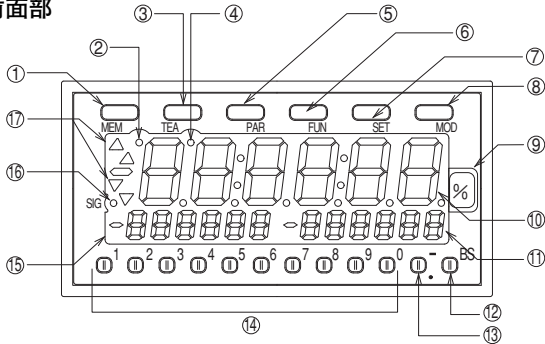 前面部
② ③ ④ ⑤
⑥
① ⑦
⑧
MEM TEA PAR FUN SET MOD
⑰ ⑨
%
⑯
SIG
⑩
⑮ ⑪
1 2 3 4 5 6 7 8 9 0 - . BS
⑭ ⑬ ⑫